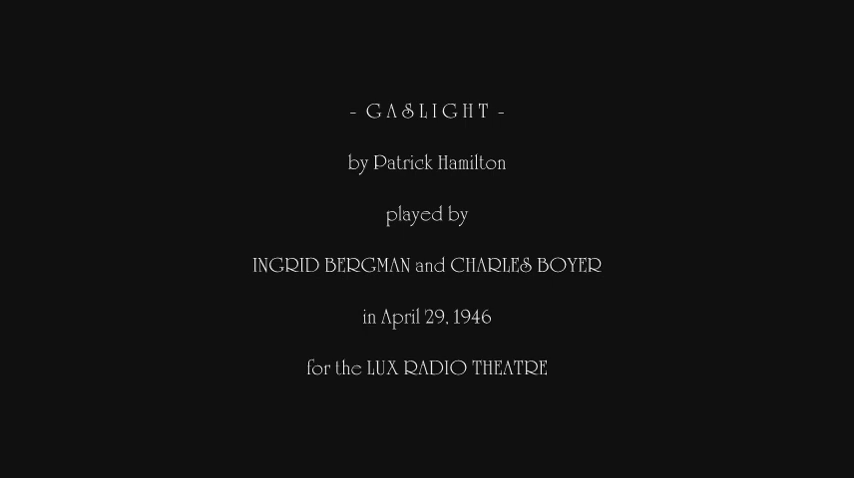 - GASLIGHT -
by Patrick Hamilton
played by
INGRID BERGMAN and CHARLES BOYER
in April 29, 1946
for the LUX RADIO THEATRE